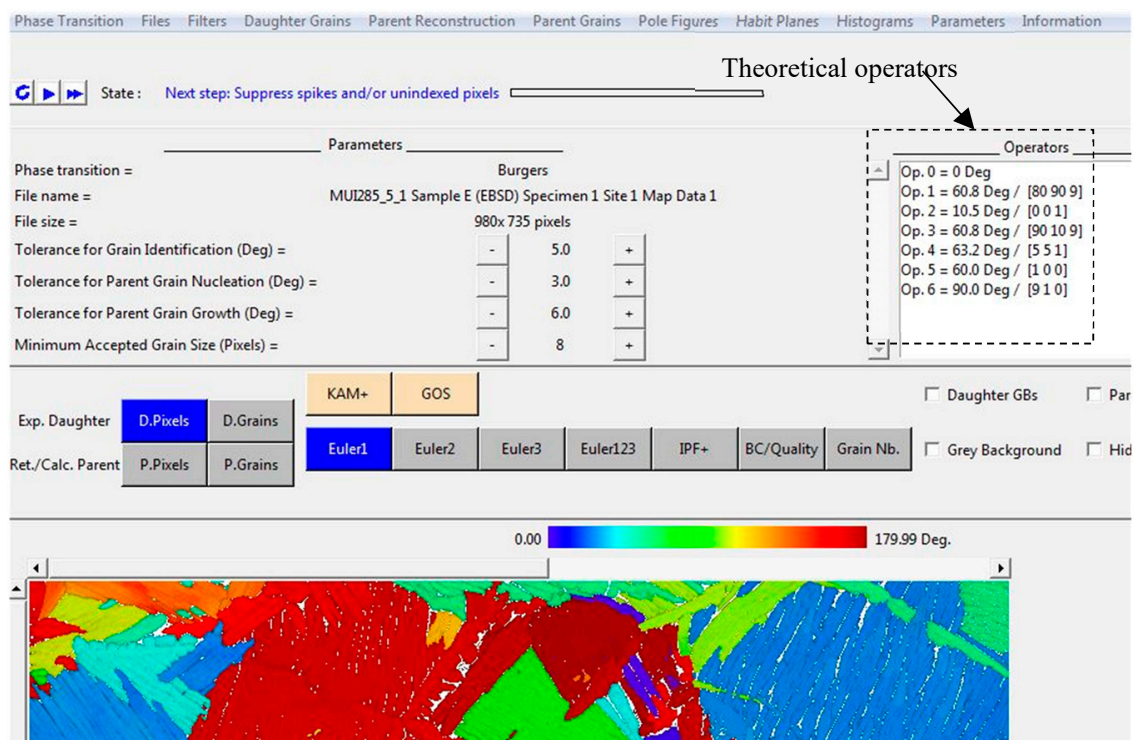 Phase Transition Files Filters Daughter Grains Parent Reconstruction Parent Grains Pole Figures Habit Planes Histograms Parameters Information
Theoretical operators
State : Next step: Suppress spikes and/or unindexed pixels
Parameters
Operators
Phase transition = Burgers
File name = MUI285_5_1 Sample E (EBSD) Specimen 1 Site 1 Map Data 1
File size = 980x 735 pixels
Tolerance for Grain Identification (Deg) = - 5.0 +
Tolerance for Parent Grain Nucleation (Deg) = - 3.0 +
Tolerance for Parent Grain Growth (Deg) = - 6.0 +
Minimum Accepted Grain Size (Pixels) = - 8 +
Op. 0 = 0 Deg
Op. 1 = 60.8 Deg / [80 90 9]
Op. 2 = 10.5 Deg / [0 0 1]
Op. 3 = 60.8 Deg / [90 10 9]
Op. 4 = 63.2 Deg / [5 5 1]
Op. 5 = 60.0 Deg / [1 0 0]
Op. 6 = 90.0 Deg / [9 1 0]
KAM+ GOS
Daughter GBs Par
Exp. Daughter D.Pixels D.Grains
Euler1 Euler2 Euler3 Euler123 IPF+ BC/Quality Grain Nb.
Grey Background Hid
Ret./Calc. Parent P.Pixels P.Grains
0.00 179.99 Deg.